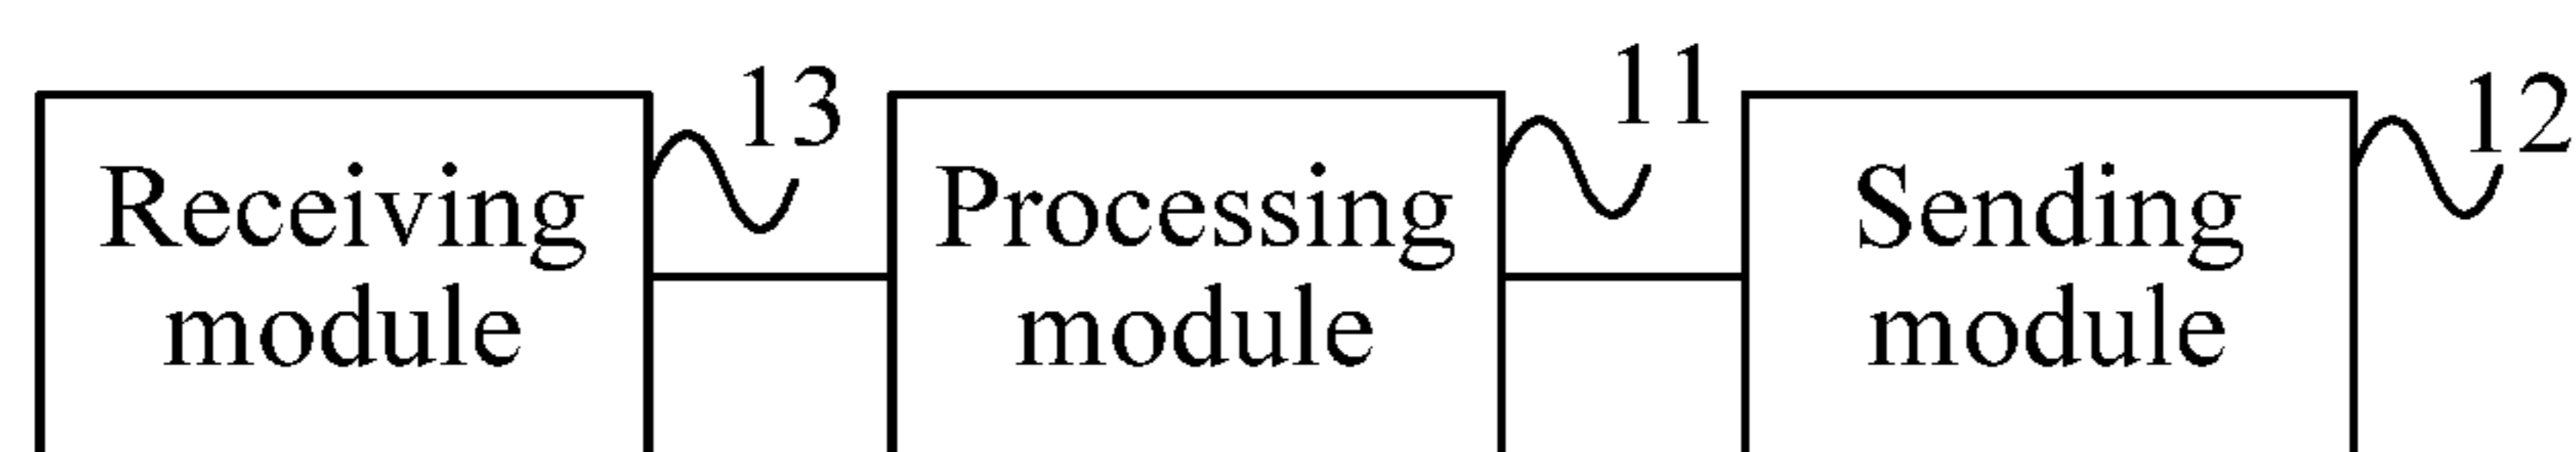 13
11
12
Receiving
module
Processing
module
Sending
module